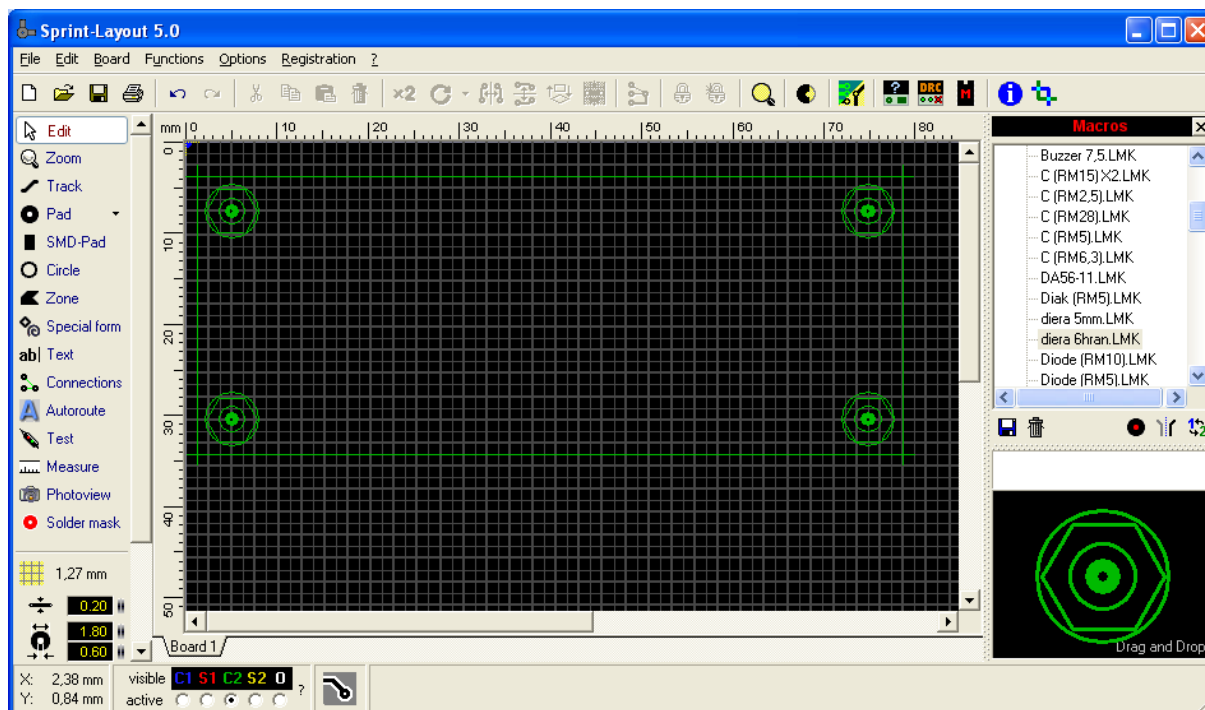 Sprint-Layout 5.0
File Edit Board Functions Options Registration ?
×2 ? DRC M i
Edit
Zoom
Track
Pad
SMD-Pad
Circle
Zone
Special form
ab| Text
Connections
A Autoroute
Test
Measure
Photoview
Solder mask
1,27 mm
0.20
1.80
0.60
mm 0 10 20 30 40 50 60 70 80
0
10
20
30
40
50
Board 1
Macros
Buzzer 7,5.LMK
C (RM15) X2.LMK
C (RM2,5).LMK
C (RM28).LMK
C (RM5).LMK
C (RM6,3).LMK
DA56-11.LMK
Diak (RM5).LMK
diera 5mm.LMK
diera 6hran.LMK
Diode (RM10).LMK
Diode (RM5).LMK
1 2
Drag and Drop
X: 2,38 mm
Y: 0,84 mm
visible C1 S1 C2 S2 O ?
active